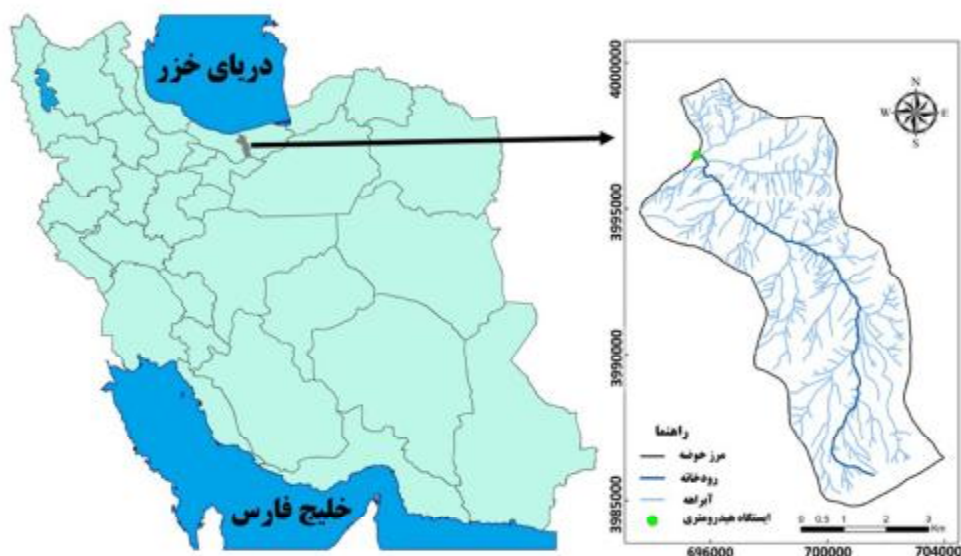 دریای خزر
خلیج فارس
N
W
E
S
4000000
3995000
3990000
3985000
راهنما
مرز حوضه
رودخانه
آبراهه
ایستگاه هیدرومتری
0 0.5 1 2 3
Km
696000 700000 704000